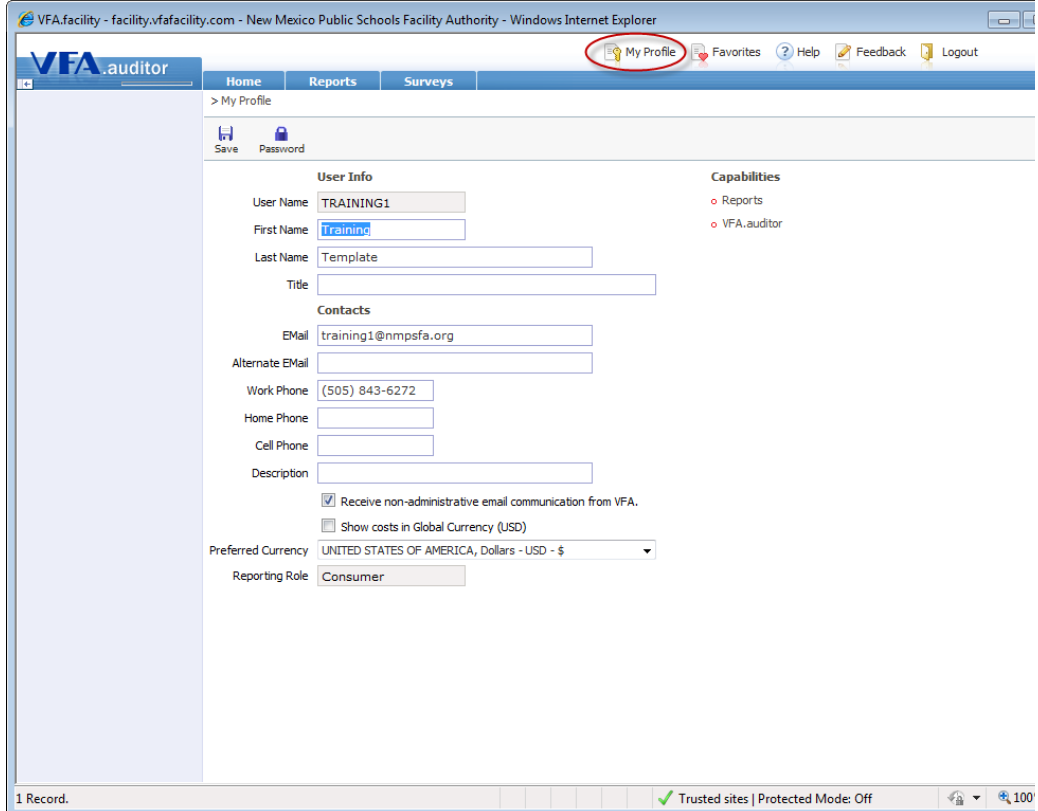 VFA.facility - facility.vfafacility.com - New Mexico Public Schools Facility Authority - Windows Internet Explorer
My Profile Favorites Help Feedback Logout
VFA.auditor
Home Reports Surveys
> My Profile
Save Password
User Info Capabilities
User Name TRAINING1 Reports
First Name Training VFA.auditor
Last Name Template
Title
Contacts
EMail training1@nmpsfa.org
Alternate EMail
Work Phone (505) 843-6272
Home Phone
Cell Phone
Description
Receive non-administrative email communication from VFA.
Show costs in Global Currency (USD)
Preferred Currency UNITED STATES OF AMERICA, Dollars - USD - $
Reporting Role Consumer
1 Record. Trusted sites | Protected Mode: Off 100